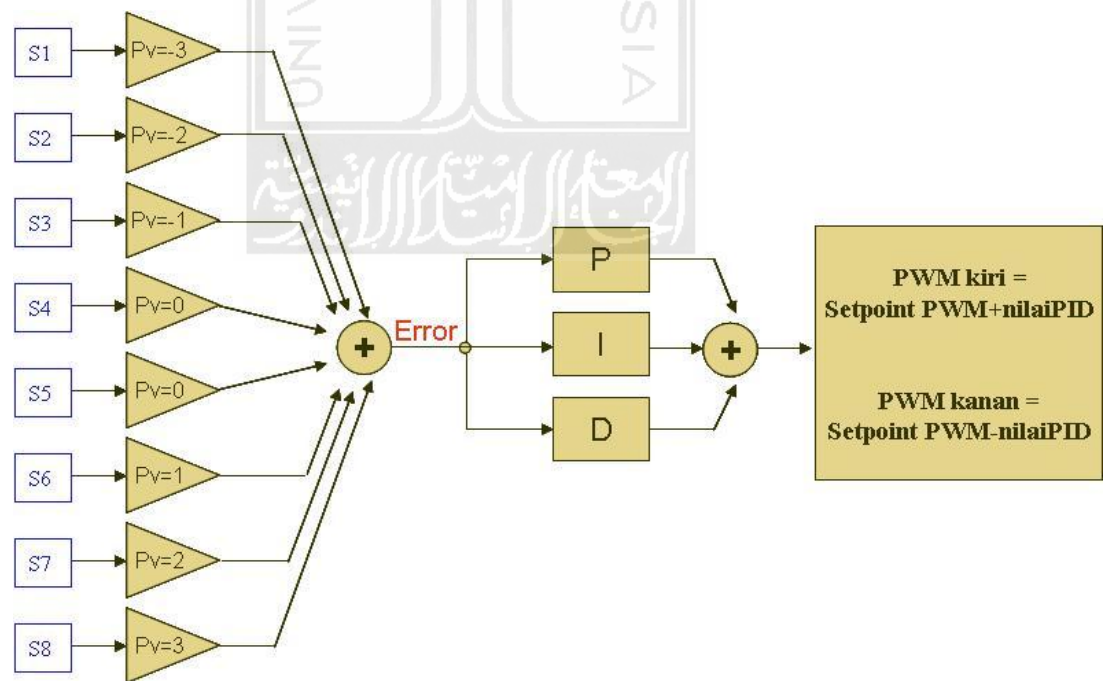 S1
Pv=-3
S2
Pv=-2
S3
Pv=-1
S4
Pv=0
S5
Pv=0
S6
Pv=1
S7
Pv=2
S8
Pv=3
+
Error
P
I
D
+
PWM kiri =
Setpoint PWM+nilaiPID
PWM kanan =
Setpoint PWM-nilaiPID